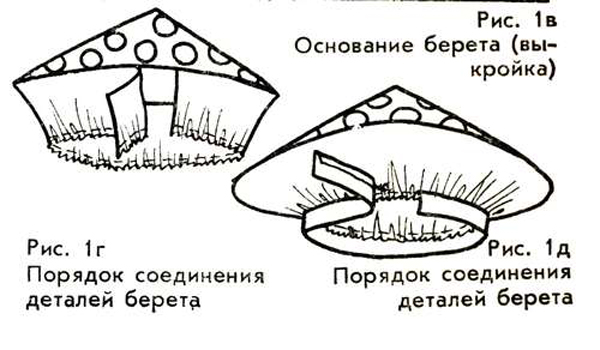 Рис. 1в
Основание берета (вы-
кройка)
Рис. 1г
Порядок соединения
деталей берета
Рис. 1д
Порядок соединения
деталей берета